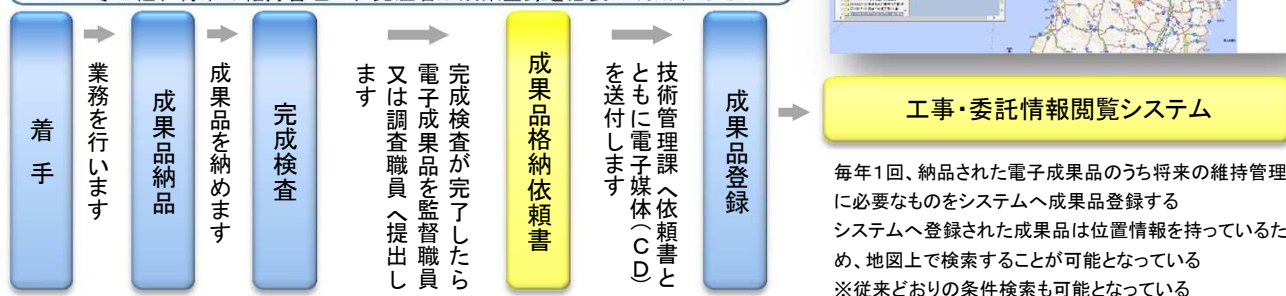 着手
業務を行います
成果品納品
成果品を納めます
完成検査
完成検査が完了したら
電子成果品を監督職員
又は調査職員へ提出し
ます
成果品格納依頼書
技術管理課へ依頼書と
ともに電子媒体(CD)
を送付します
成果品登録
工事・委託情報閲覧システム
毎年1回、納品された電子成果品のうち将来の維持管理
に必要なものをシステムへ成果品登録する
システムへ登録された成果品は位置情報を持っているた
め、地図上で検索することが可能となっている
※従来どおりの条件検索も可能となっている